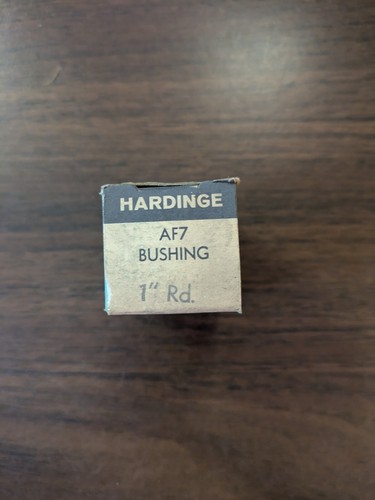 HARDINGE
AF7
BUSHING
1" Rd.